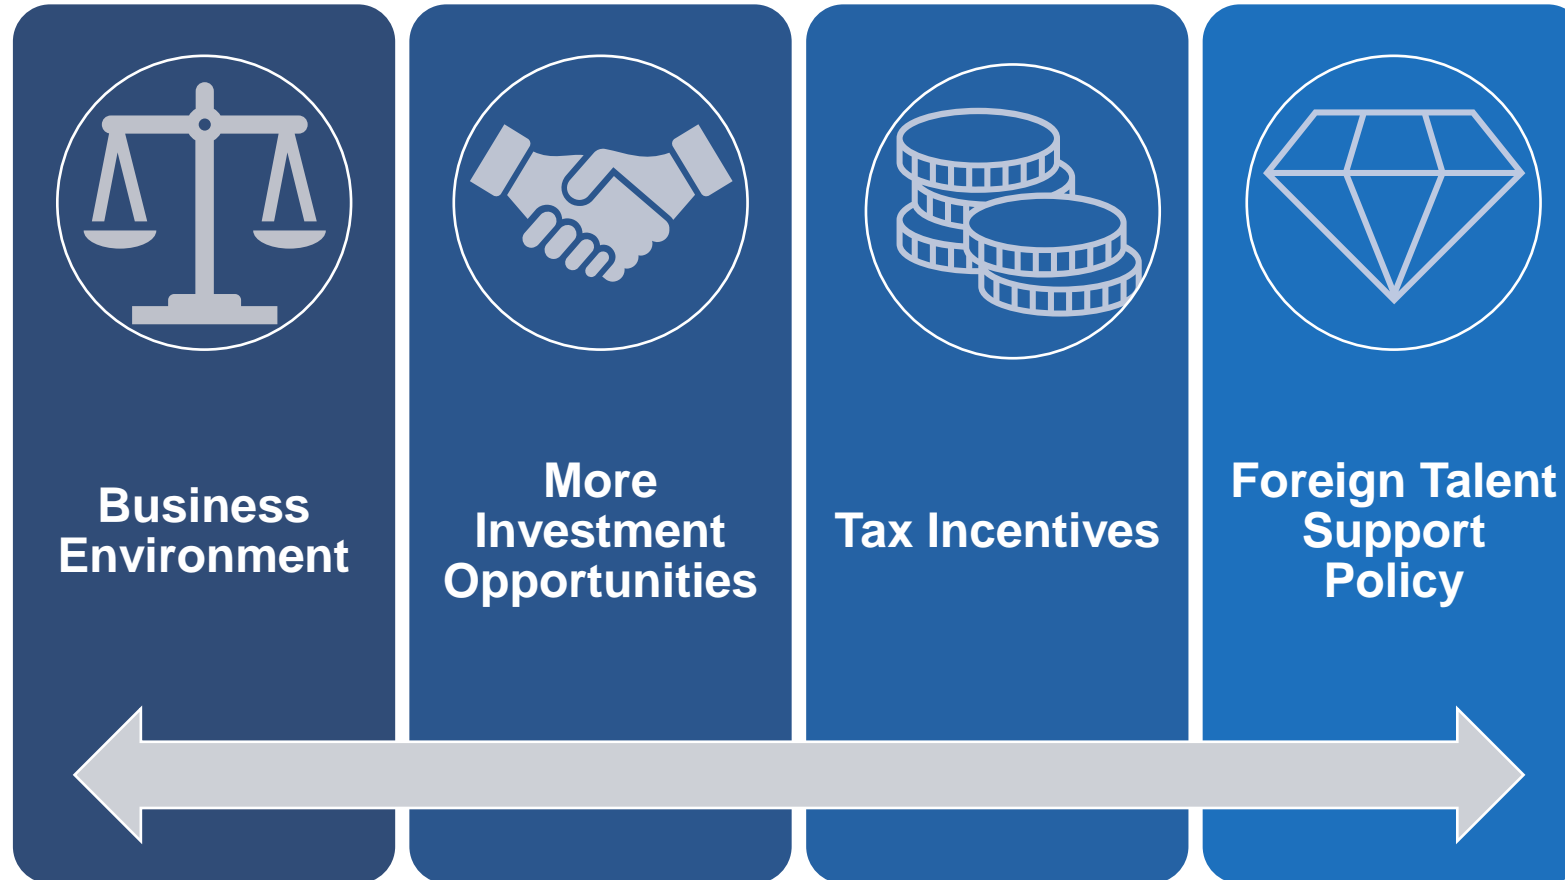 Business
Environment
More
Investment
Opportunities
Tax Incentives
Foreign Talent
Support
Policy